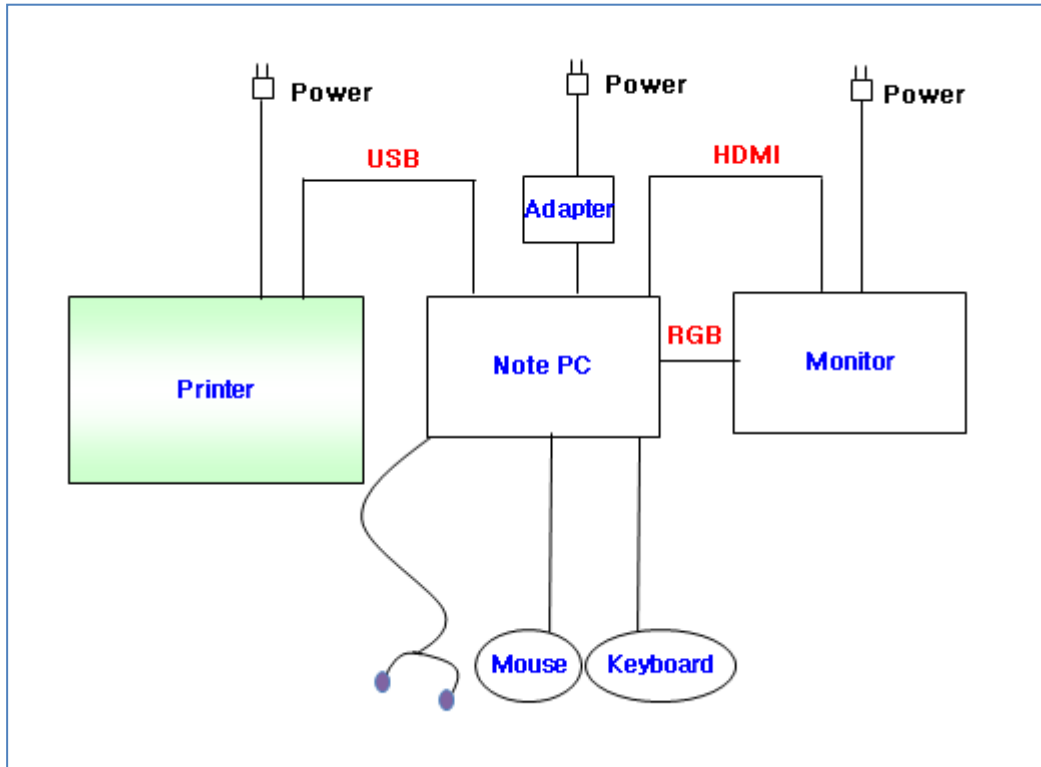 Power
Power
Power
USB
HDMI
Adapter
RGB
Printer
Note PC
Monitor
Mouse
Keyboard